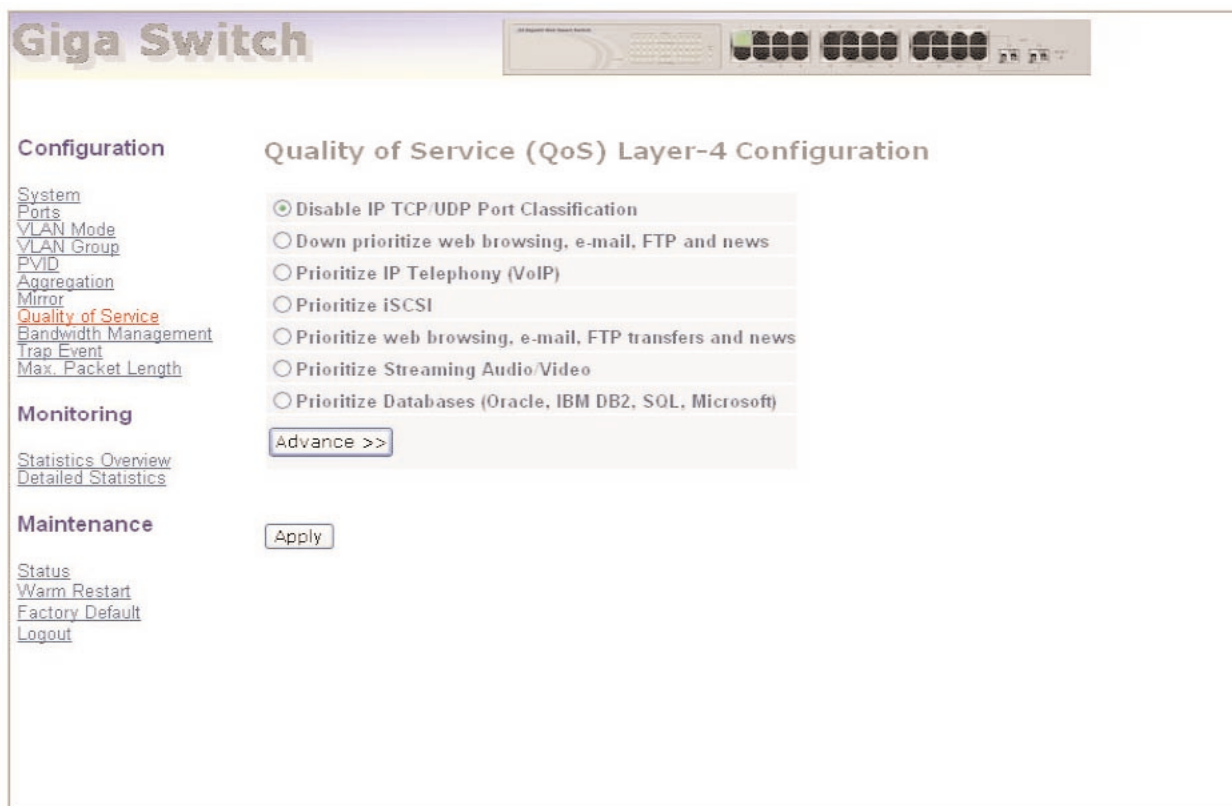 Giga Switch
Configuration
System
Ports
VLAN Mode
VLAN Group
PVID
Aggregation
Mirror
Quality of Service
Bandwidth Management
Trap Event
Max. Packet Length
Monitoring
Statistics Overview
Detailed Statistics
Maintenance
Status
Warm Restart
Factory Default
Logout
Quality of Service (QoS) Layer-4 Configuration
Disable IP TCP/UDP Port Classification
Down prioritize web browsing, e-mail, FTP and news
Prioritize IP Telephony (VoIP)
Prioritize iSCSI
Prioritize web browsing, e-mail, FTP transfers and news
Prioritize Streaming Audio/Video
Prioritize Databases (Oracle, IBM DB2, SQL, Microsoft)
Advance >>
Apply